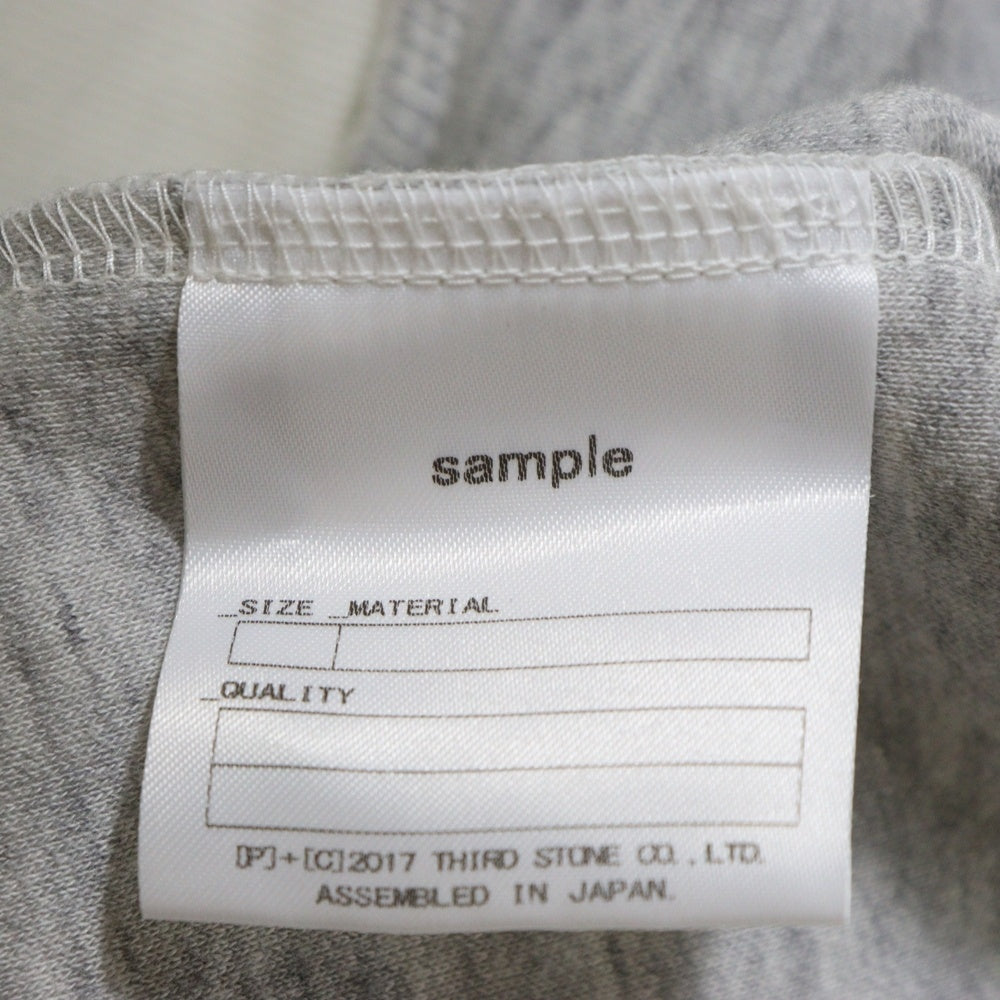 sample
_SIZE _MATERIAL
_QUALITY
[P]+[C]2017 THIRD STONE CO.,LTD.
ASSEMBLED IN JAPAN.